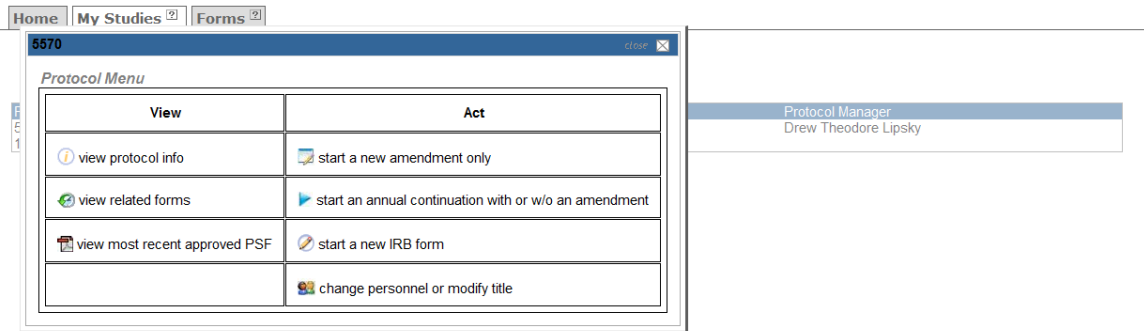 Home My Studies ? Forms ?
5570 close
Protocol Menu
View Act
view protocol info start a new amendment only
view related forms start an annual continuation with or w/o an amendment
view most recent approved PSF start a new IRB form
change personnel or modify title
Protocol Manager
Drew Theodore Lipsky